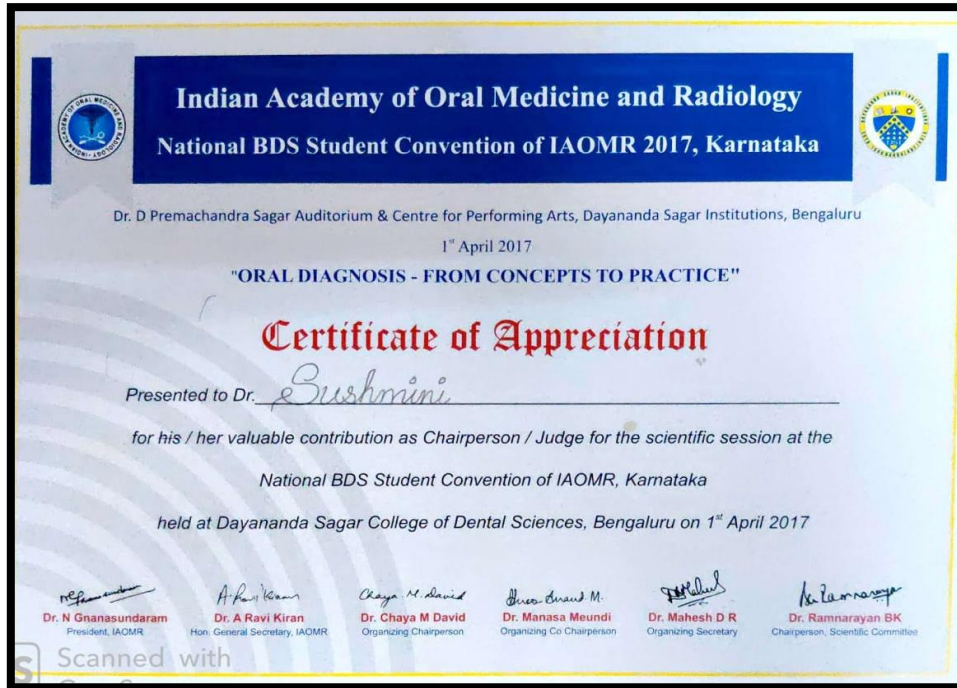 Indian Academy of Oral Medicine and Radiology
National BDS Student Convention of IAOMR 2017, Karnataka
Dr. D Premachandra Sagar Auditorium & Centre for Performing Arts, Dayananda Sagar Institutions, Bengaluru
1st April 2017
"ORAL DIAGNOSIS - FROM CONCEPTS TO PRACTICE"
Certificate of Appreciation
Presented to Dr. Sushmini
for his / her valuable contribution as Chairperson / Judge for the scientific session at the
National BDS Student Convention of IAOMR, Karnataka
held at Dayananda Sagar College of Dental Sciences, Bengaluru on 1st April 2017
A. Ravi Kiran Chaya. M. David
Dr. N Gnanasundaram Dr. A Ravi Kiran Dr. Chaya M David Dr. Manasa Meundi Dr. Mahesh D R Dr. Ramnarayan BK
President, IAOMR Hon. General Secretary, IAOMR Organizing Chairperson Organizing Co Chairperson Organizing Secretary Chairperson, Scientific Committee
Scanned with